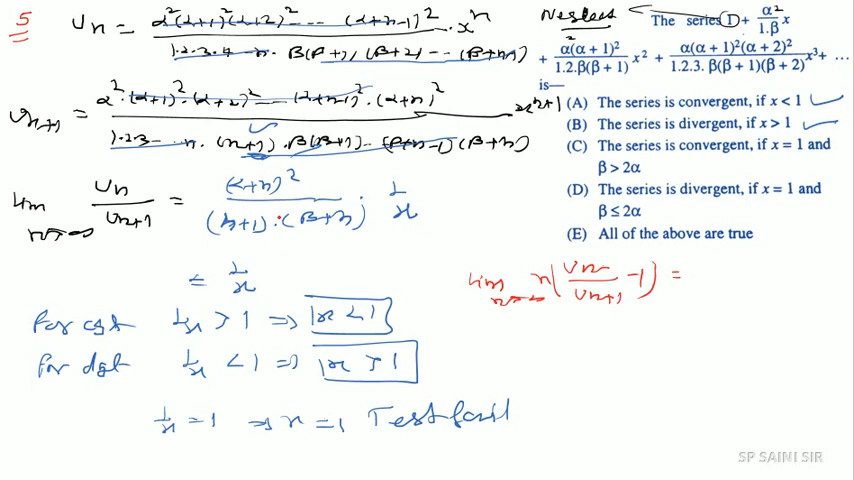 5
Un = α²(α+1)²(α+2)² ---- (α+n-1)² / 1.2.3.4 -- n. β(β+1)(β+2) -- (β+n) . xⁿ
Un+1 = α².(α+1)².(α+2)² --- (α+n-1)².(α+n)² / 1.2.3 -- n.(n+1).β(β+1) -- (β+n-1)(β+n) xⁿ⁺¹
lim n→∞ Un/Un+1 = (α+n)² / (n+1).(β+n) . 1/x
= 1/x
For cgt 1/x > 1 ⇒ |x < 1|
For dgt 1/x < 1 ⇒ |x > 1|
1/x = 1 ⇒ x = 1 Test fail
Neglect
The series 1 + α²/1.β x
+ α²(α + 1)²/1.2.β(β + 1) x² + α(α + 1)²(α + 2)²/1.2.3. β(β + 1)(β + 2) x³ + ...
is—
(A) The series is convergent, if x < 1
(B) The series is divergent, if x > 1
(C) The series is convergent, if x = 1 and
β > 2α
(D) The series is divergent, if x = 1 and
β ≤ 2α
(E) All of the above are true
lim n→∞ n(Un/Un+1 - 1) =
SP SAINI SIR